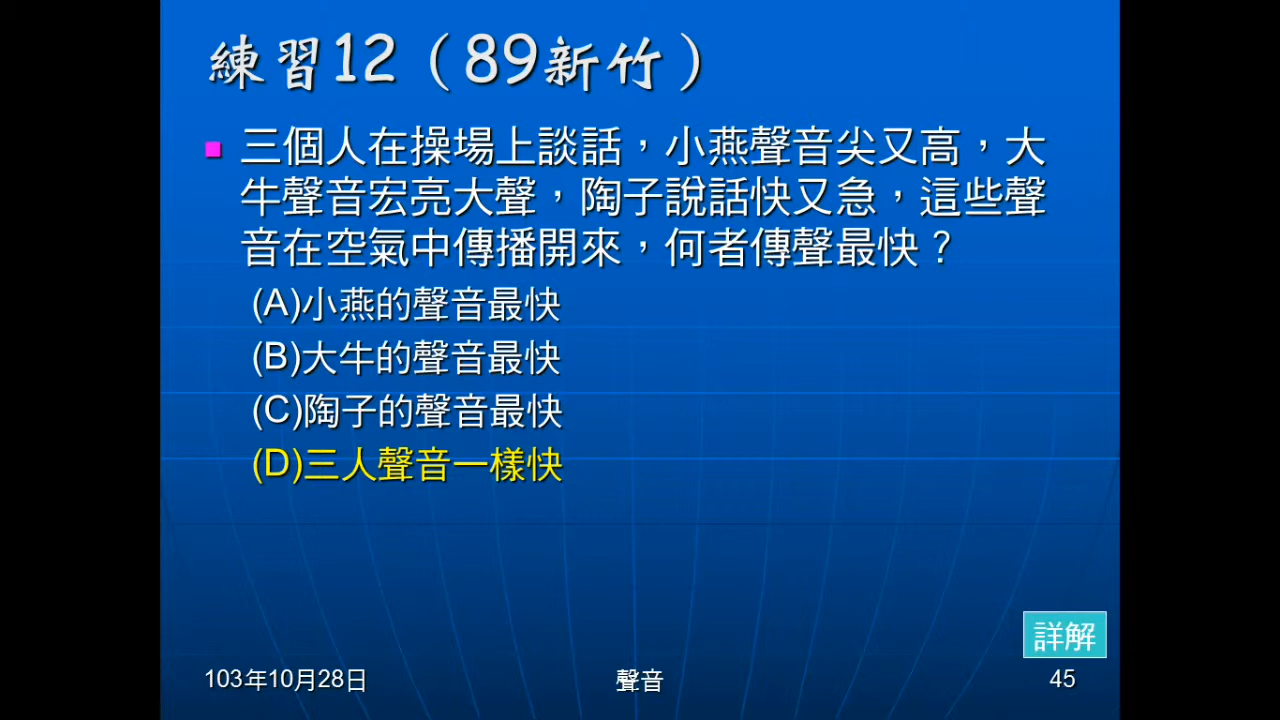 練習12（89新竹）
三個人在操場上談話，小燕聲音尖又高，大
牛聲音宏亮大聲，陶子說話快又急，這些聲
音在空氣中傳播開來，何者傳聲最快？
(A)小燕的聲音最快
(B)大牛的聲音最快
(C)陶子的聲音最快
(D)三人聲音一樣快
詳解
103年10月28日
聲音
45